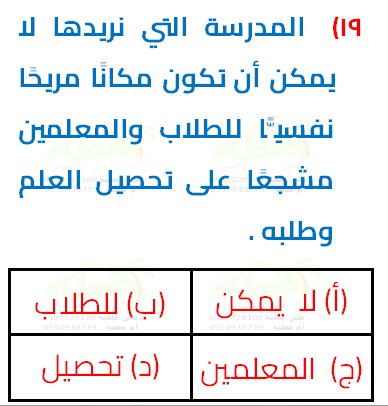 ١٩) المدرسة التي نريدها لا
يمكن أن تكون مكانًا مريحًا
نفسيًّا للطلاب والمعلمين
مشجعًا على تحصيل العلم
وطلبه .
(أ) لا يمكن
(ب) للطلاب
(ج) المعلمين
(د) تحصيل